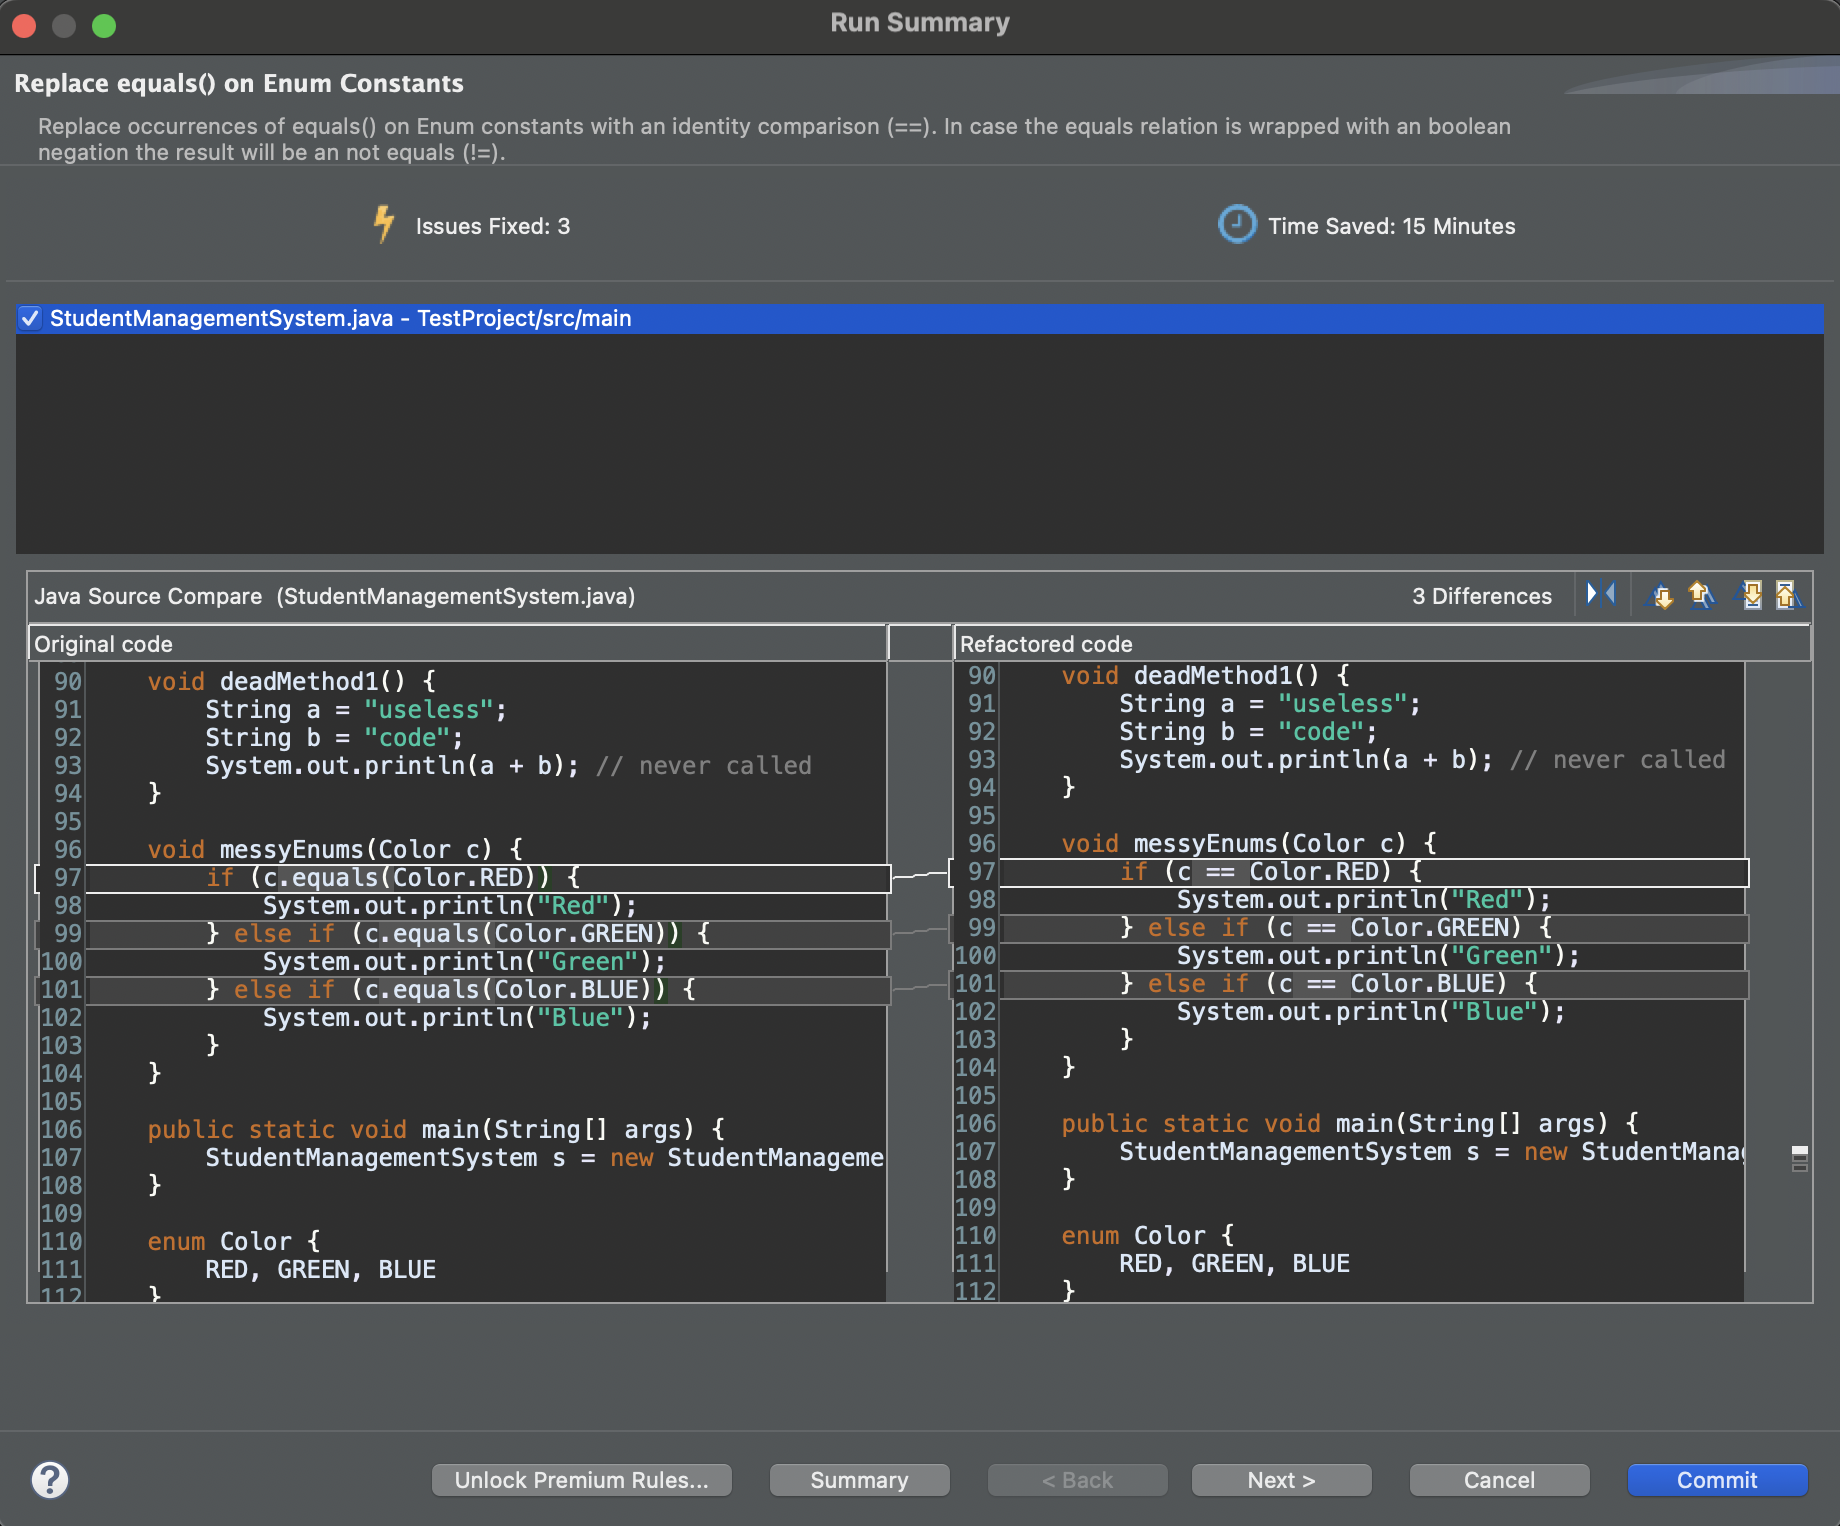 Run Summary
Replace equals() on Enum Constants
Replace occurrences of equals() on Enum constants with an identity comparison (==). In case the equals relation is wrapped with an boolean
negation the result will be an not equals (!=).
Issues Fixed: 3
Time Saved: 15 Minutes
StudentManagementSystem.java - TestProject/src/main
Java Source Compare (StudentManagementSystem.java)
3 Differences
Original code
90 void deadMethod1() {
91 String a = "useless";
92 String b = "code";
93 System.out.println(a + b); // never called
94 }
95
96 void messyEnums(Color c) {
97 if (c.equals(Color.RED)) {
98 System.out.println("Red");
99 } else if (c.equals(Color.GREEN)) {
100 System.out.println("Green");
101 } else if (c.equals(Color.BLUE)) {
102 System.out.println("Blue");
103 }
104 }
105
106 public static void main(String[] args) {
107 StudentManagementSystem s = new StudentManageme
108 }
109
110 enum Color {
111 RED, GREEN, BLUE
112 }
Refactored code
90 void deadMethod1() {
91 String a = "useless";
92 String b = "code";
93 System.out.println(a + b); // never called
94 }
95
96 void messyEnums(Color c) {
97 if (c == Color.RED) {
98 System.out.println("Red");
99 } else if (c == Color.GREEN) {
100 System.out.println("Green");
101 } else if (c == Color.BLUE) {
102 System.out.println("Blue");
103 }
104 }
105
106 public static void main(String[] args) {
107 StudentManagementSystem s = new StudentMana
108 }
109
110 enum Color {
111 RED, GREEN, BLUE
112 }
?
Unlock Premium Rules...
Summary
< Back
Next >
Cancel
Commit